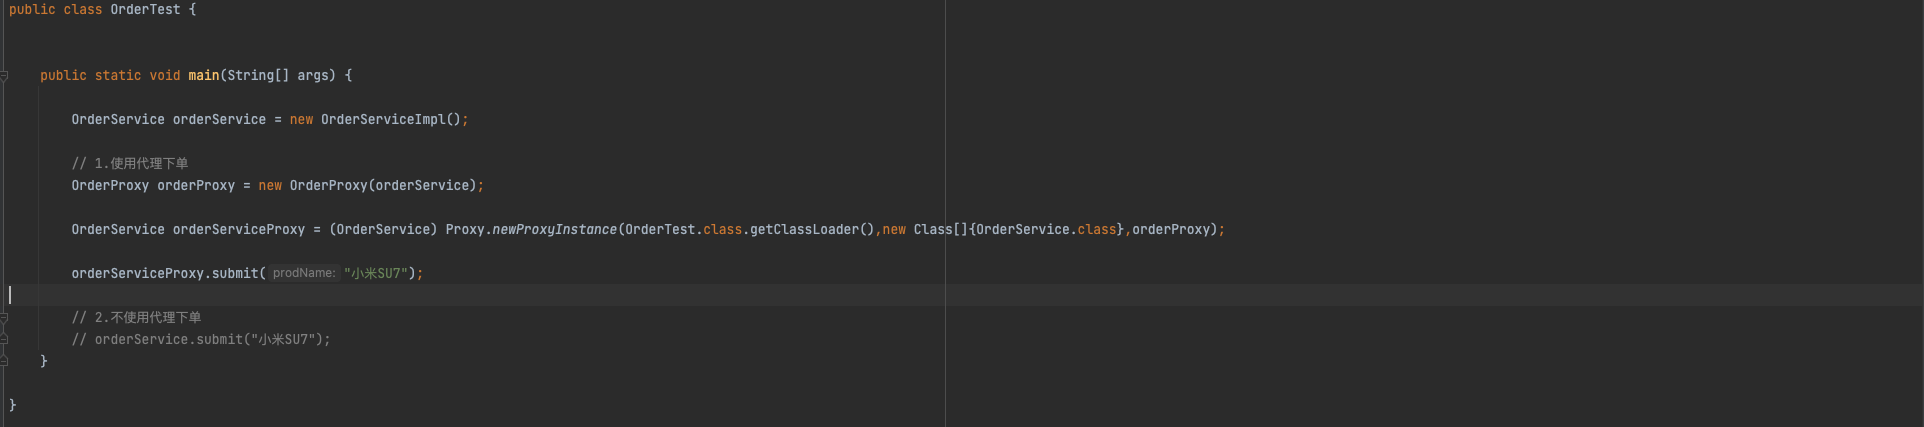 public class OrderTest {
public static void main(String[] args) {
OrderService orderService = new OrderServiceImpl();
// 1.使用代理下单
OrderProxy orderProxy = new OrderProxy(orderService);
OrderService orderServiceProxy = (OrderService) Proxy.newProxyInstance(OrderTest.class.getClassLoader(),new Class[]{OrderService.class},orderProxy);
orderServiceProxy.submit( prodName: "小米SU7");
// 2.不使用代理下单
// orderService.submit("小米SU7");
}
}